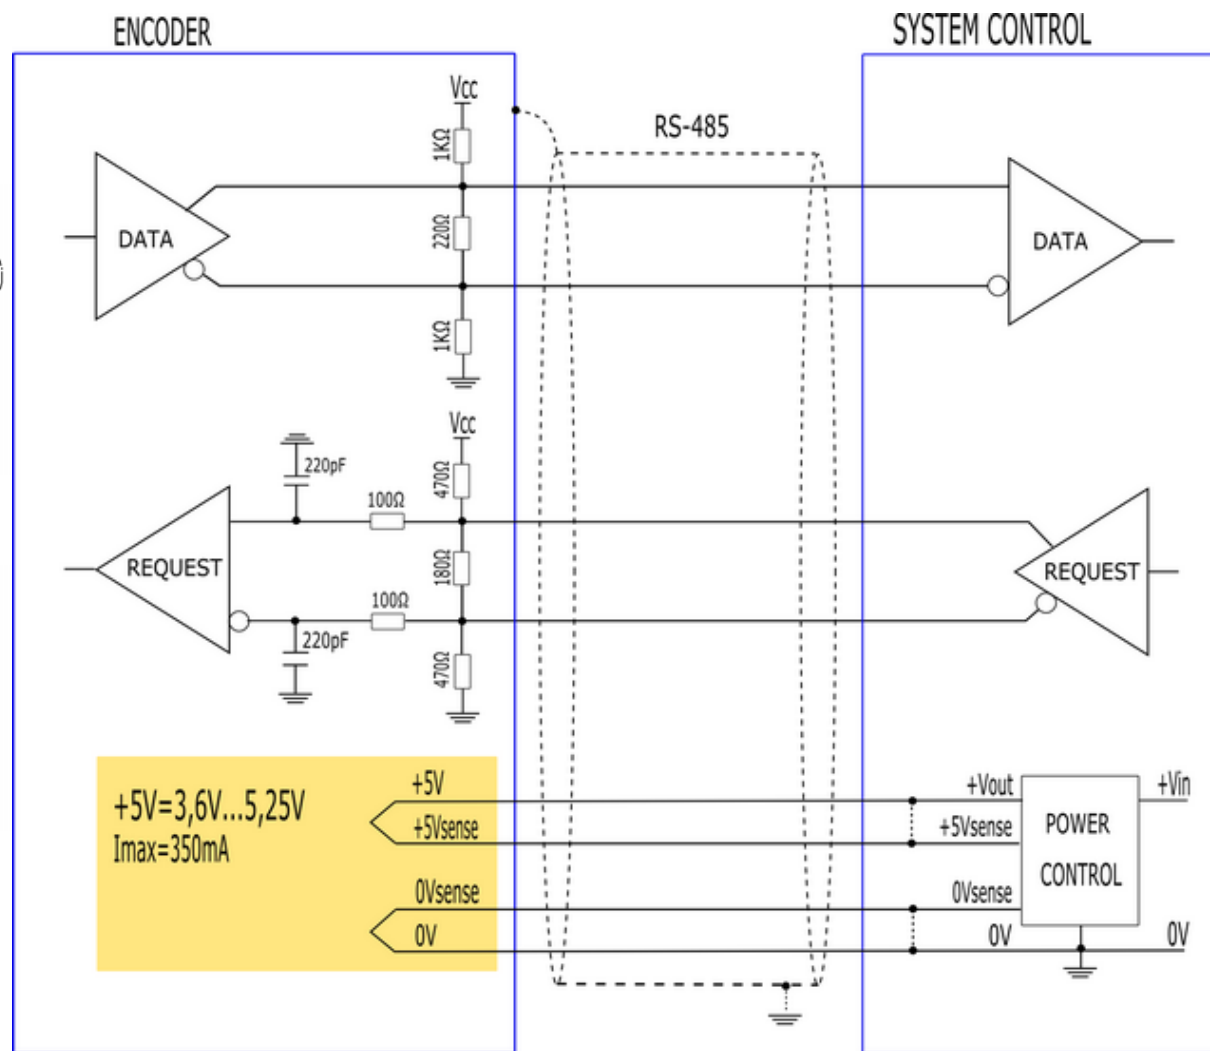 ENCODER
SYSTEM CONTROL
RS-485
Vcc
1KΩ
220Ω
1KΩ
DATA
DATA
Vcc
220pF
470Ω
100Ω
REQUEST
180Ω
REQUEST
100Ω
220pF
470Ω
+5V=3,6V...5,25V
Imax=350mA
+5V
+5Vsense
0Vsense
0V
+Vout
+5Vsense
0Vsense
0V
POWER
CONTROL
+Vin
0V